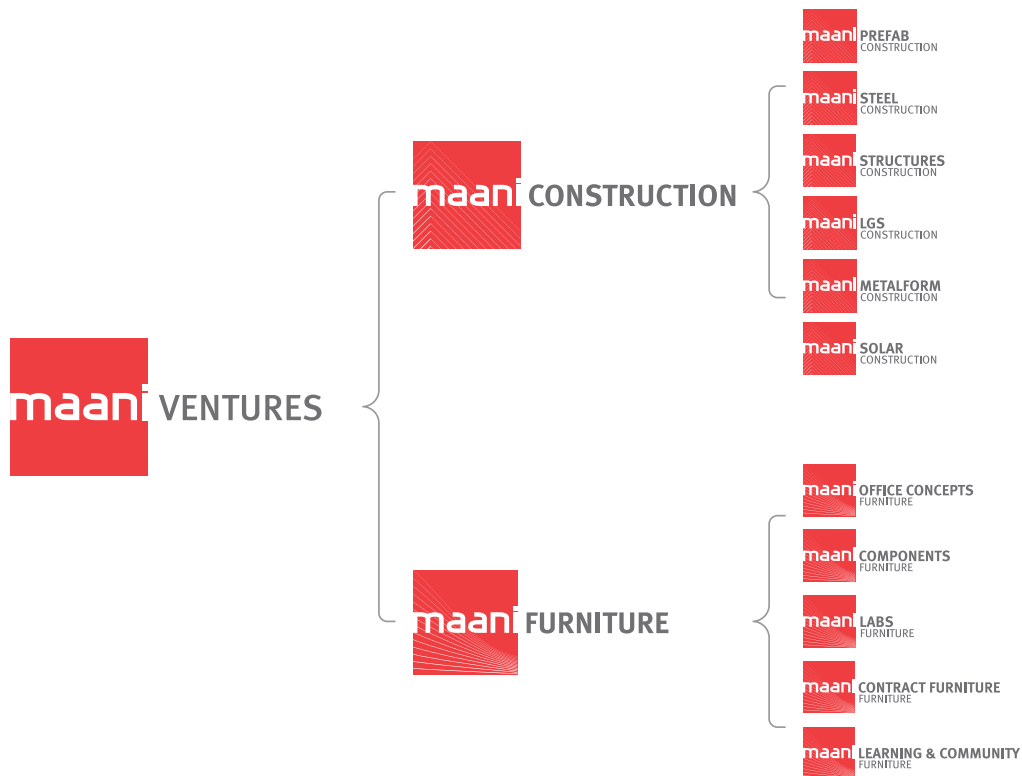 maani VENTURES
maani CONSTRUCTION
maani PREFAB
CONSTRUCTION
maani STEEL
CONSTRUCTION
maani STRUCTURES
CONSTRUCTION
maani LGS
CONSTRUCTION
maani METALFORM
CONSTRUCTION
maani SOLAR
CONSTRUCTION
maani FURNITURE
maani OFFICE CONCEPTS
FURNITURE
maani COMPONENTS
FURNITURE
maani LABS
FURNITURE
maani CONTRACT FURNITURE
FURNITURE
maani LEARNING & COMMUNITY
FURNITURE